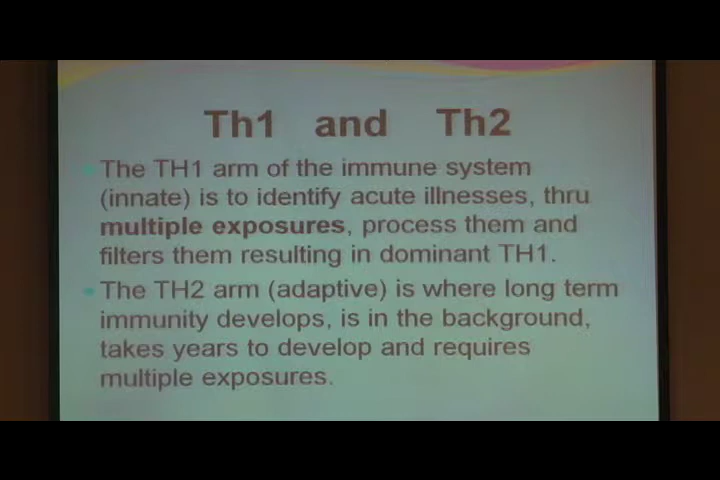 Th1 and Th2
The TH1 arm of the immune system
(innate) is to identify acute illnesses, thru
multiple exposures, process them and
filters them resulting in dominant TH1.
The TH2 arm (adaptive) is where long term
immunity develops, is in the background,
takes years to develop and requires
multiple exposures.